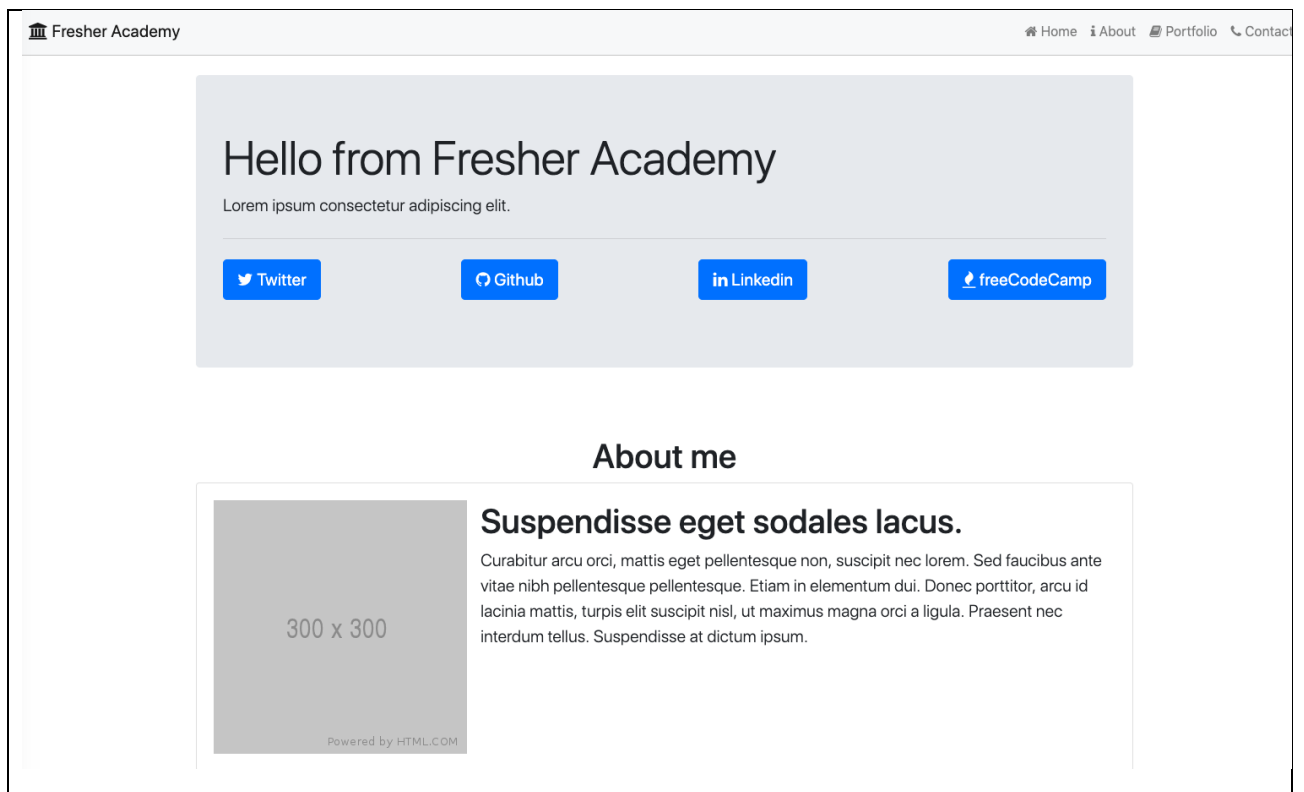 Fresher Academy
Home About Portfolio Contact
Hello from Fresher Academy
Lorem ipsum consectetur adipiscing elit.
Twitter Github Linkedin freeCodeCamp
About me
300 x 300
Powered by HTML.COM
Suspendisse eget sodales lacus.
Curabitur arcu orci, mattis eget pellentesque non, suscipit nec lorem. Sed faucibus ante
vitae nibh pellentesque pellentesque. Etiam in elementum dui. Donec porttitor, arcu id
lacinia mattis, turpis elit suscipit nisl, ut maximus magna orci a ligula. Praesent nec
interdum tellus. Suspendisse at dictum ipsum.